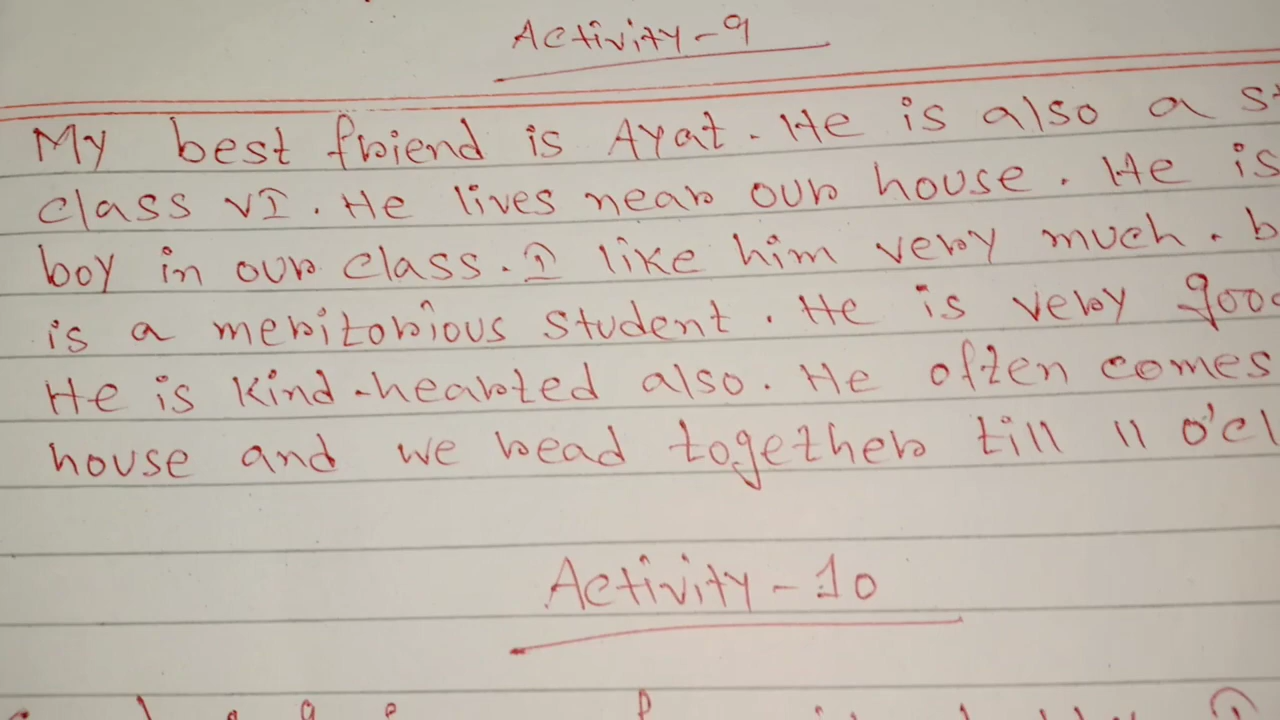 Activity-9
My best friend is Ayat. He is also a
class VI. He lives near our house. He is
boy in our class. I like him very much.
is a meritorious student. He is very
He is kind-hearted also. He often comes
house and we read together till 11
Activity-10